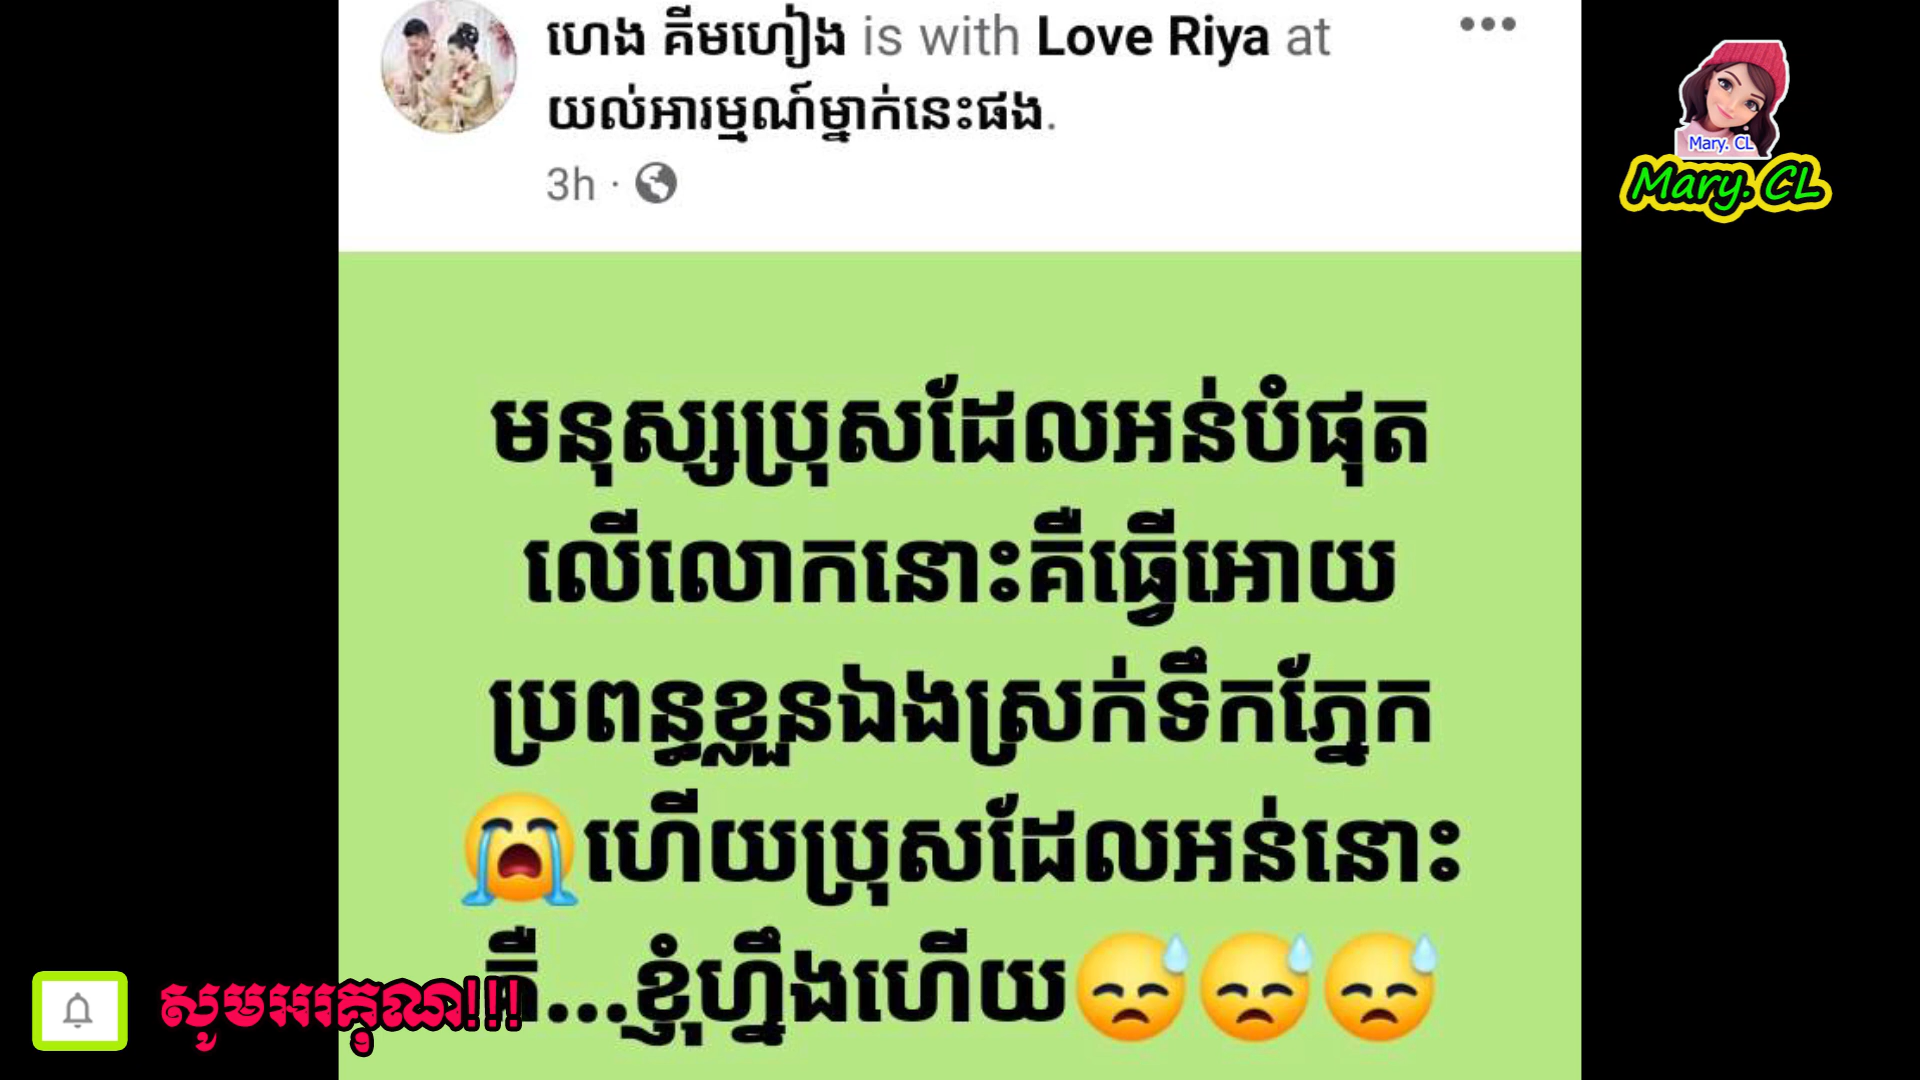 ហេង គីមហៀង is with Love Riya at
យល់អារម្មណ៍ម្នាក់នេះផង.
3h ·
Mary. CL
Mary. CL
មនុស្សប្រុសដែលអន់បំផុត
លើលោកនោះគឺធ្វើអោយ
ប្រពន្ធខ្លួនឯងស្រក់ទឹកភ្នែក
😭ហើយប្រុសដែលអន់នោះ
គឺ...ខ្ញុំហ្នឹងហើយ😓😓😓
សូមអរគុណ!!!